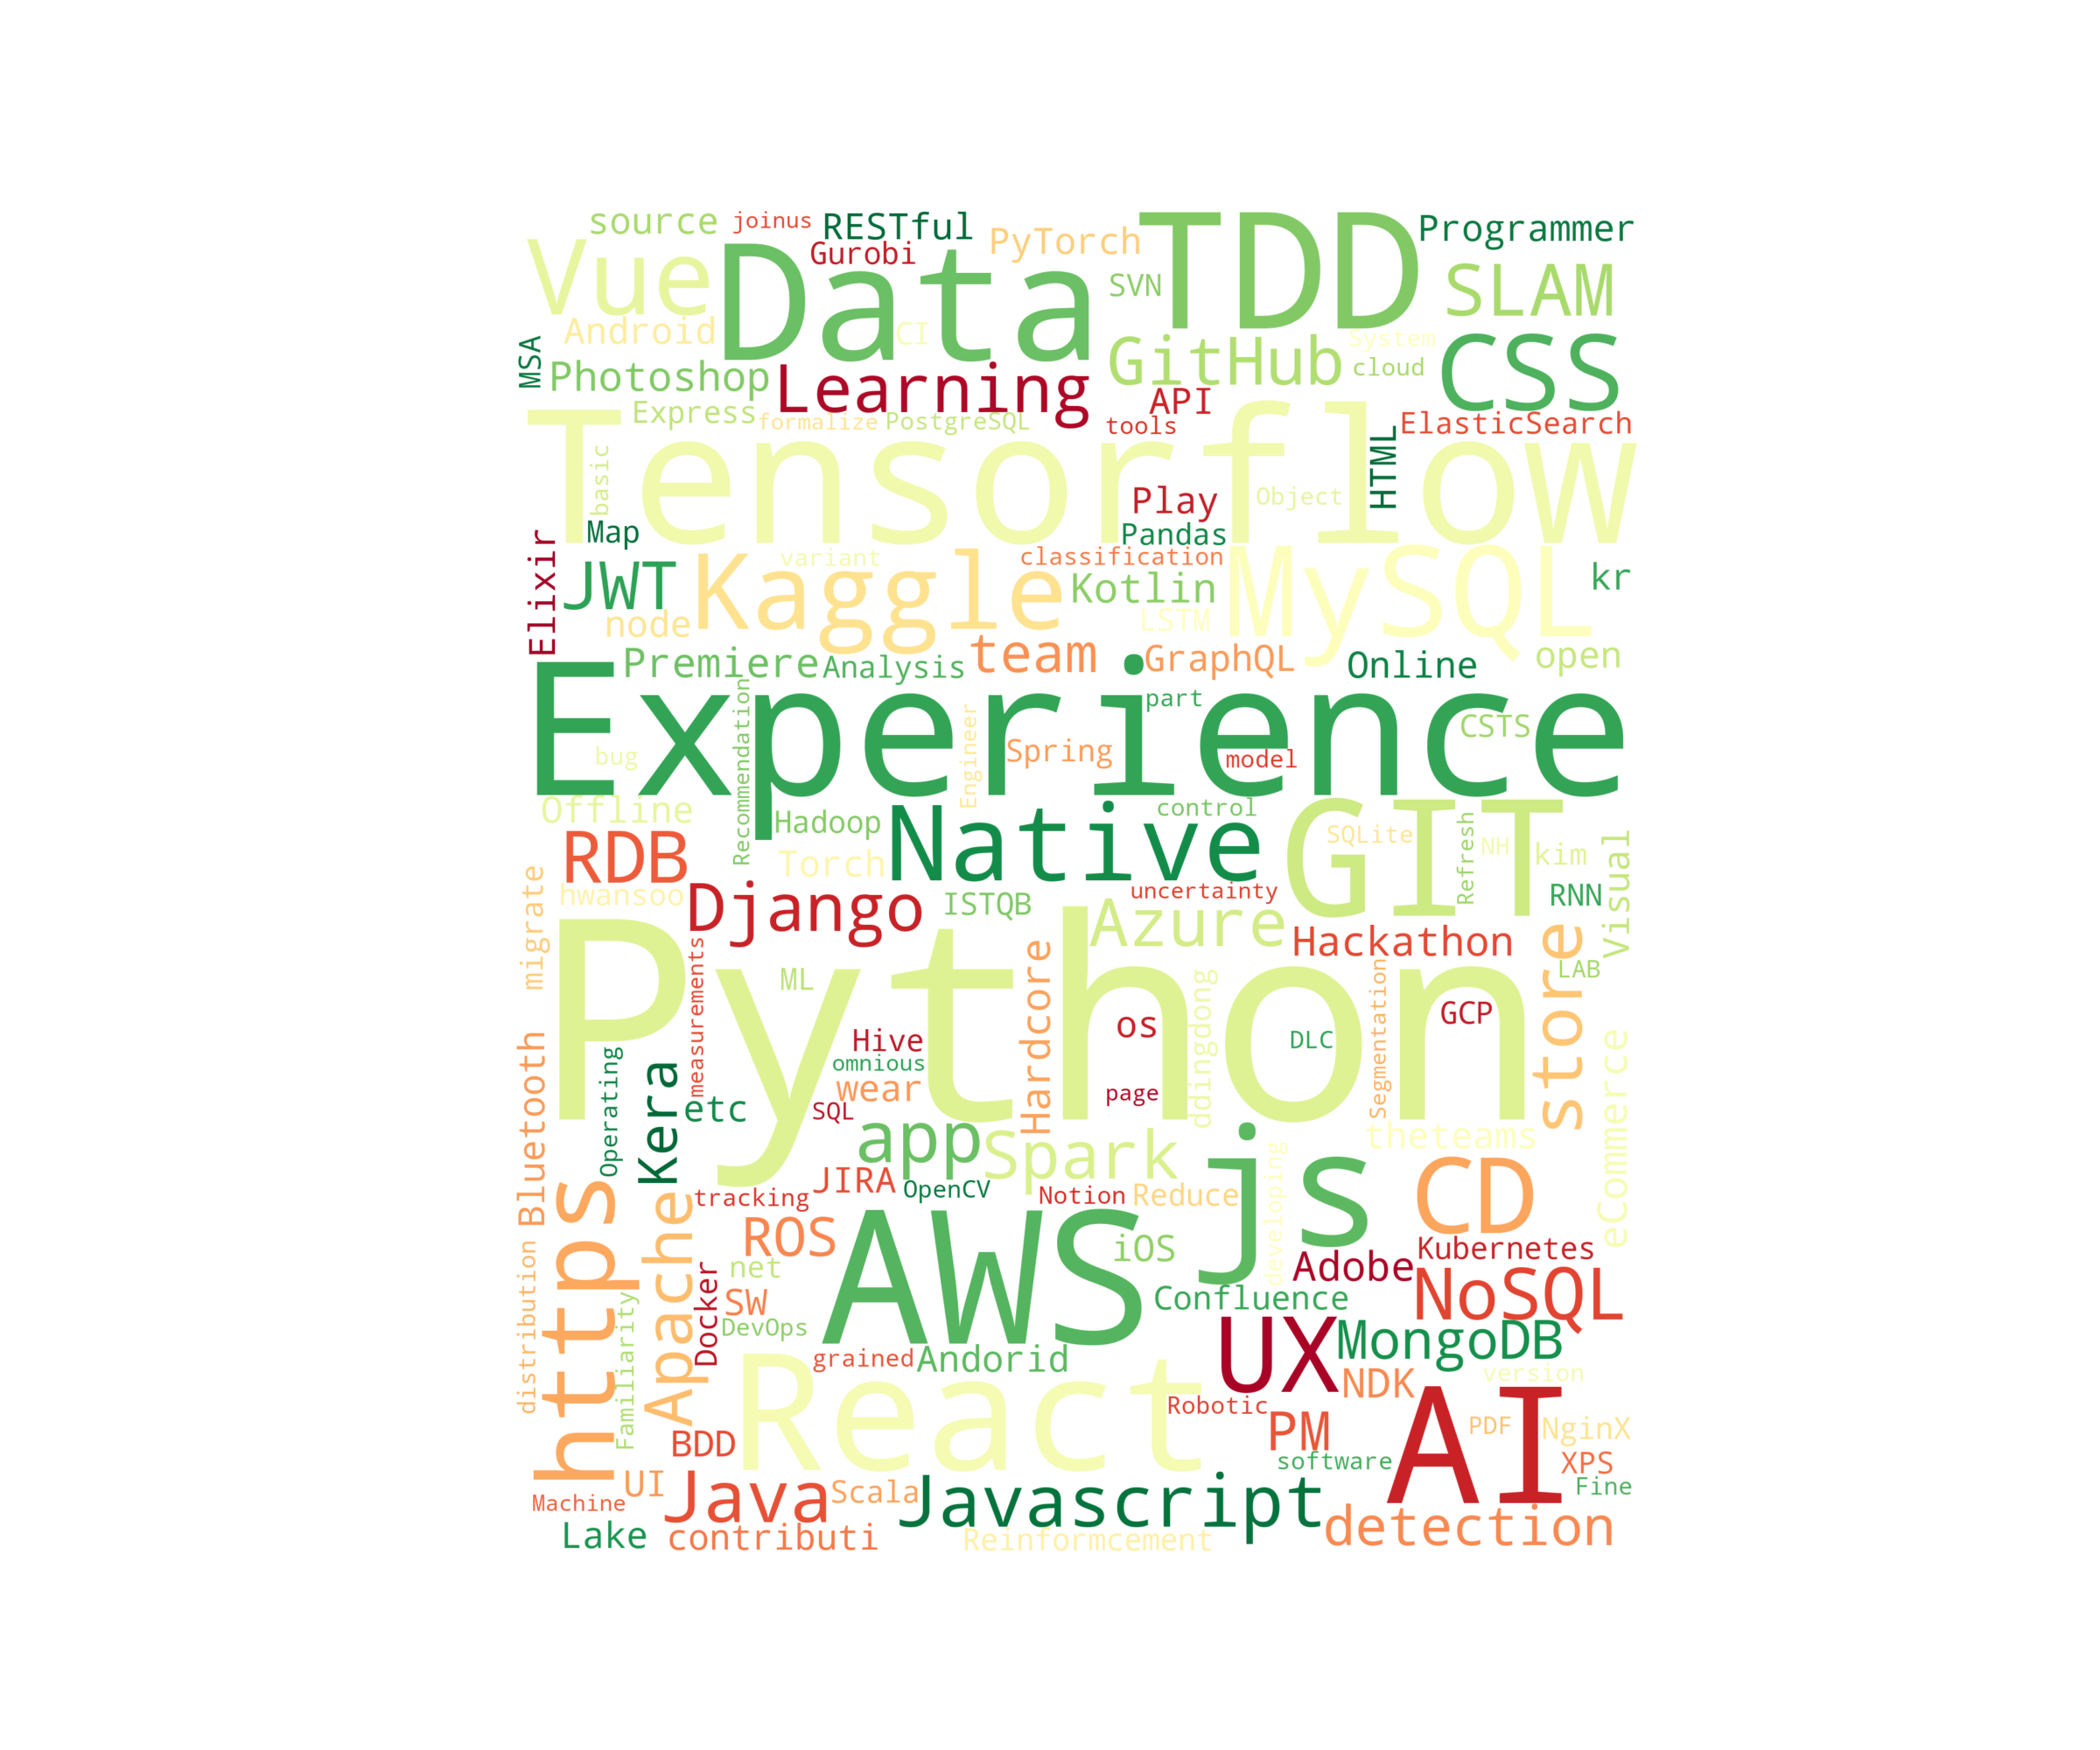 source
joinus
RESTful
PyTorch
TDD
Programmer
Vue
Data
Gurobi
SVN
SLAM
Android
CI
GitHub
System
CSS
MSA
Photoshop
Learning
cloud
API
Express
formalize
PostgreSQL
tools
ElasticSearch
Tensorflow
basic
HTML
Play
Object
Map
Pandas
Elixir
variant
classification
MySQL
JWT
Kaggle
Kotlin
kr
node
LSTM
Premiere
Analysis
team
GraphQL
Online
open
Experience
part
Recommendation
Engineer
CSTS
bug
Spring
model
Offline
Hadoop
Native
control
GIT
SQLite
Refresh
NH
kim
Visual
RDB
Torch
migrate
hwansoo
Django
ISTQB
uncertainty
RNN
Azure
Hackathon
store
Python
measurements
ML
Hardcore
ddingdong
Segmentation
LAB
GCP
Bluetooth
Operating
Kera
Hive
os
DLC
eCommerce
omnious
wear
page
etc
SQL
app
Spark
js
theteams
https
Apache
tracking
JIRA
OpenCV
Notion
Reduce
developing
CD
ROS
AWS
iOS
Kubernetes
distribution
Familiarity
Docker
net
Adobe
NoSQL
SW
Confluence
DevOps
UX
MongoDB
grained
Andorid
NDK
version
React
Robotic
AI
BDD
PM
PDF
NginX
software
XPS
UI
Java
Scala
Javascript
Fine
Machine
detection
Lake
contributi
Reinformcement